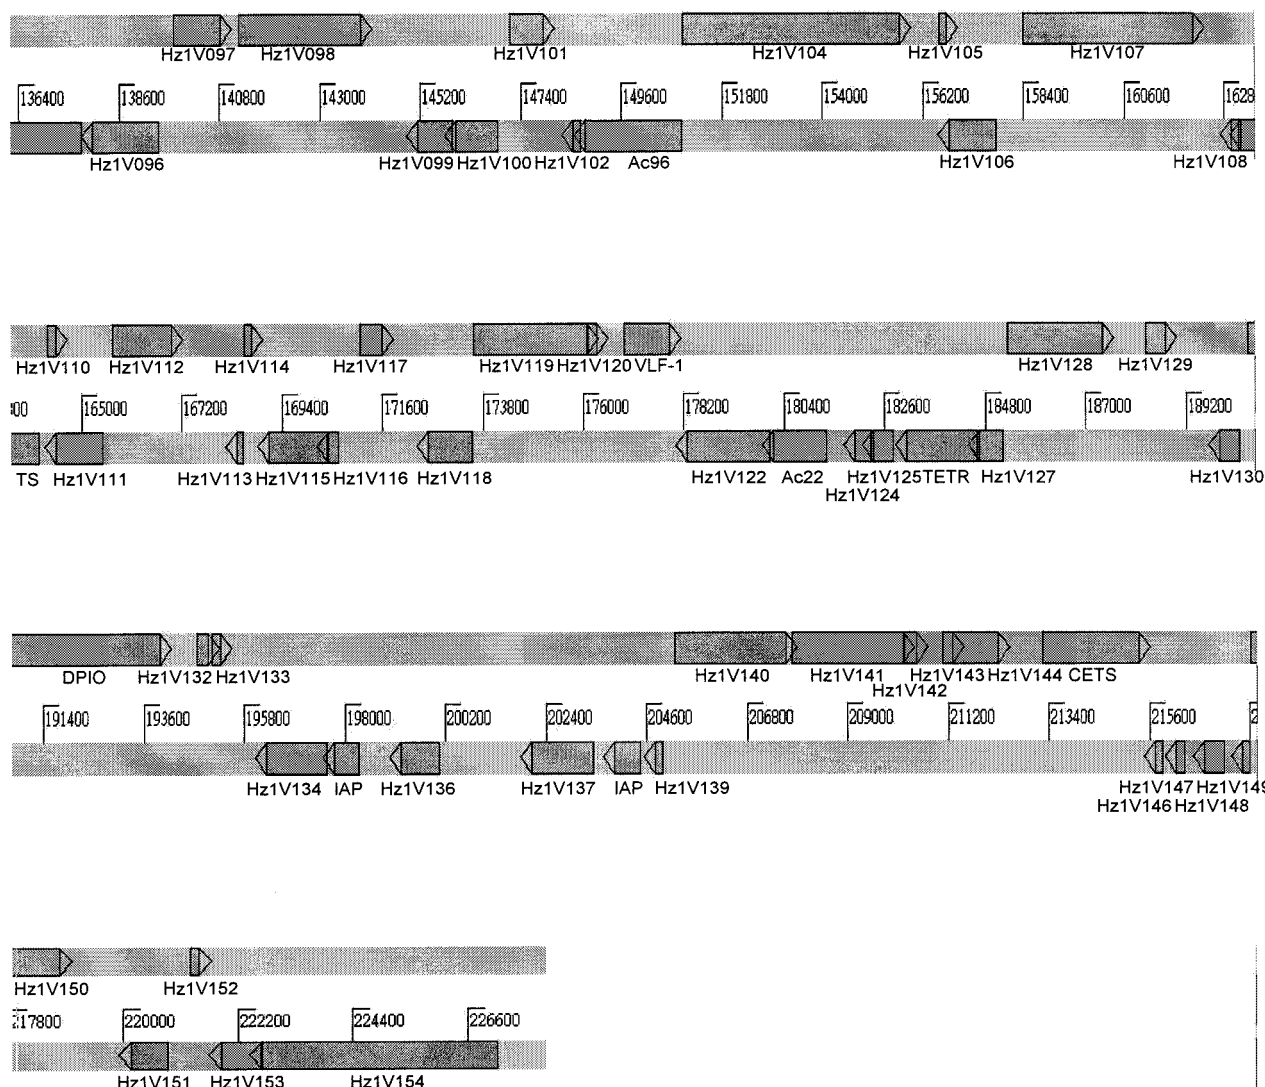 Hz1V097 Hz1V098 Hz1V101 Hz1V104 Hz1V105 Hz1V107
136400 138600 140800 143000 145200 147400 149600 151800 154000 156200 158400 160600 1628
Hz1V096 Hz1V099 Hz1V100 Hz1V102 Ac96 Hz1V106 Hz1V108
Hz1V110 Hz1V112 Hz1V114 Hz1V117 Hz1V119 Hz1V120 VLF-1 Hz1V128 Hz1V129
00 165000 167200 169400 171600 173800 176000 178200 180400 182600 184800 187000 189200
TS Hz1V111 Hz1V113 Hz1V115 Hz1V116 Hz1V118 Hz1V122 Ac22 Hz1V125 TETR Hz1V127 Hz1V130
Hz1V124
DPIO Hz1V132 Hz1V133 Hz1V140 Hz1V141 Hz1V143 Hz1V144 CETS
Hz1V142
191400 193600 195800 198000 200200 202400 204600 206800 209000 211200 213400 215600 2
Hz1V134 IAP Hz1V136 Hz1V137 IAP Hz1V139 Hz1V147 Hz1V149
Hz1V146 Hz1V148
Hz1V150 Hz1V152
217800 220000 222200 224400 226600
Hz1V151 Hz1V153 Hz1V154